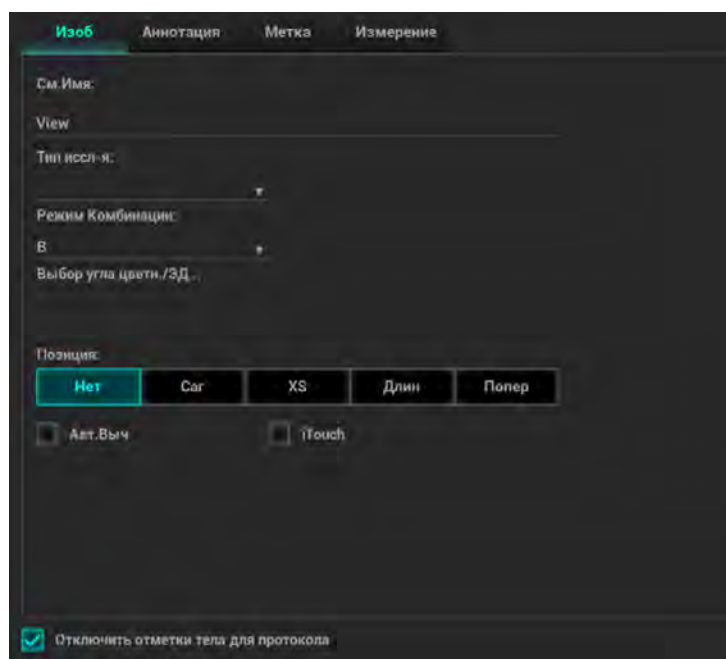 Изоб Аннотация Метка Измерение
См.Имя:
View
Тип иссл-я:
Режим Комбинации:
B
Выбор угла цветн./ЭД...
Позиция:
Нет Саг XS Длин Попер
Авт.Выч iTouch
Отключить отметки тела для протокола